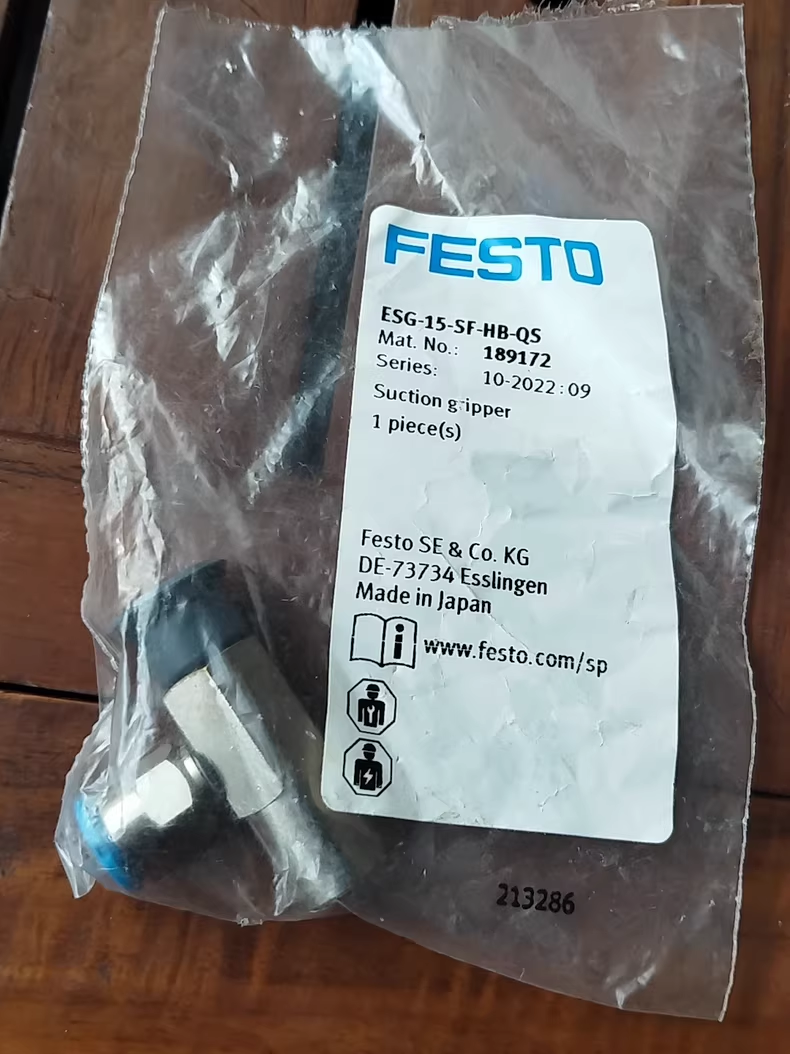 FESTO
ESG-15-SF-HB-QS
Mat. No.: 189172
Series: 10-2022:09
Suction gripper
1 piece(s)
Festo SE & Co. KG
DE-73734 Esslingen
Made in Japan
www.festo.com/sp
213286